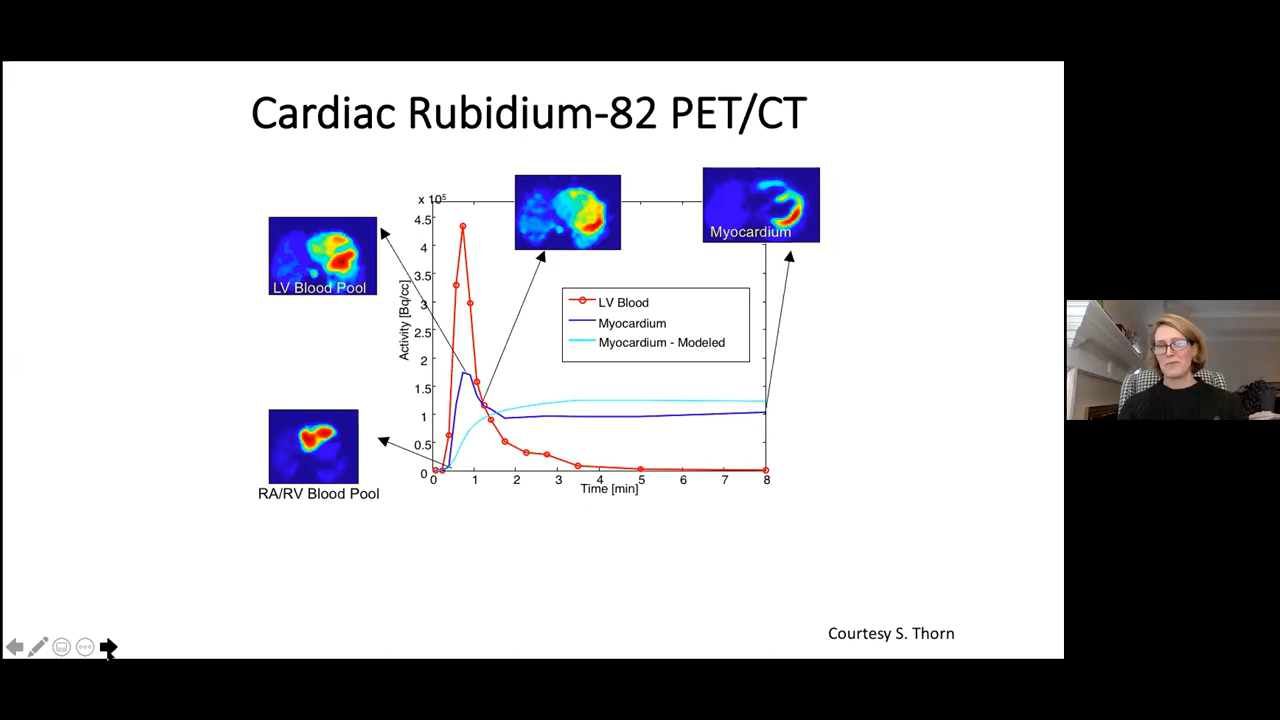 Cardiac Rubidium-82 PET/CT
x 10⁵
4.5
4
3.5
3
2.5
2
1.5
1
0.5
0
Activity [Bq/cc]
0 1 2 3 4 5 6 7 8
Time [min]
LV Blood Pool
RA/RV Blood Pool
Myocardium
LV Blood
Myocardium
Myocardium - Modeled
Courtesy S. Thorn